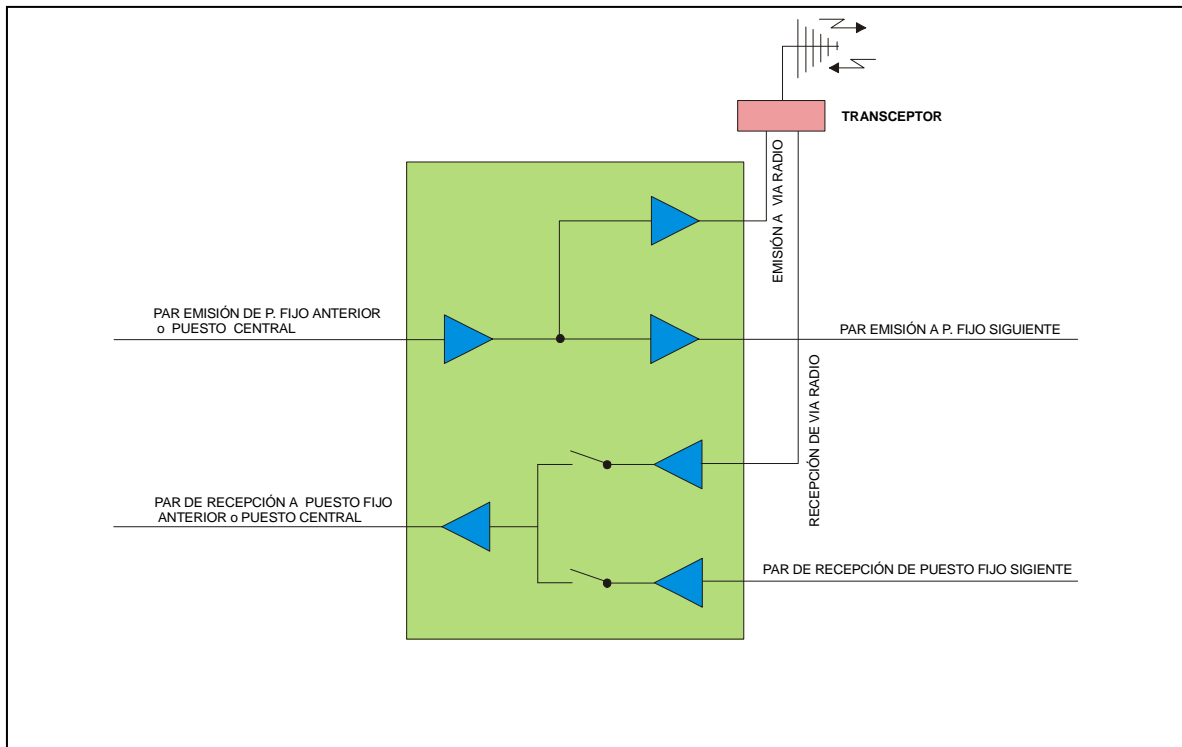 TRANSCEPTOR
EMISIÓN A VIA RADIO
PAR EMISIÓN DE P. FIJO ANTERIOR
o PUESTO CENTRAL
PAR EMISIÓN A P. FIJO SIGUIENTE
RECEPCIÓN DE VIA RADIO
PAR DE RECEPCIÓN A PUESTO FIJO
ANTERIOR o PUESTO CENTRAL
PAR DE RECEPCIÓN DE PUESTO FIJO SIGIENTE